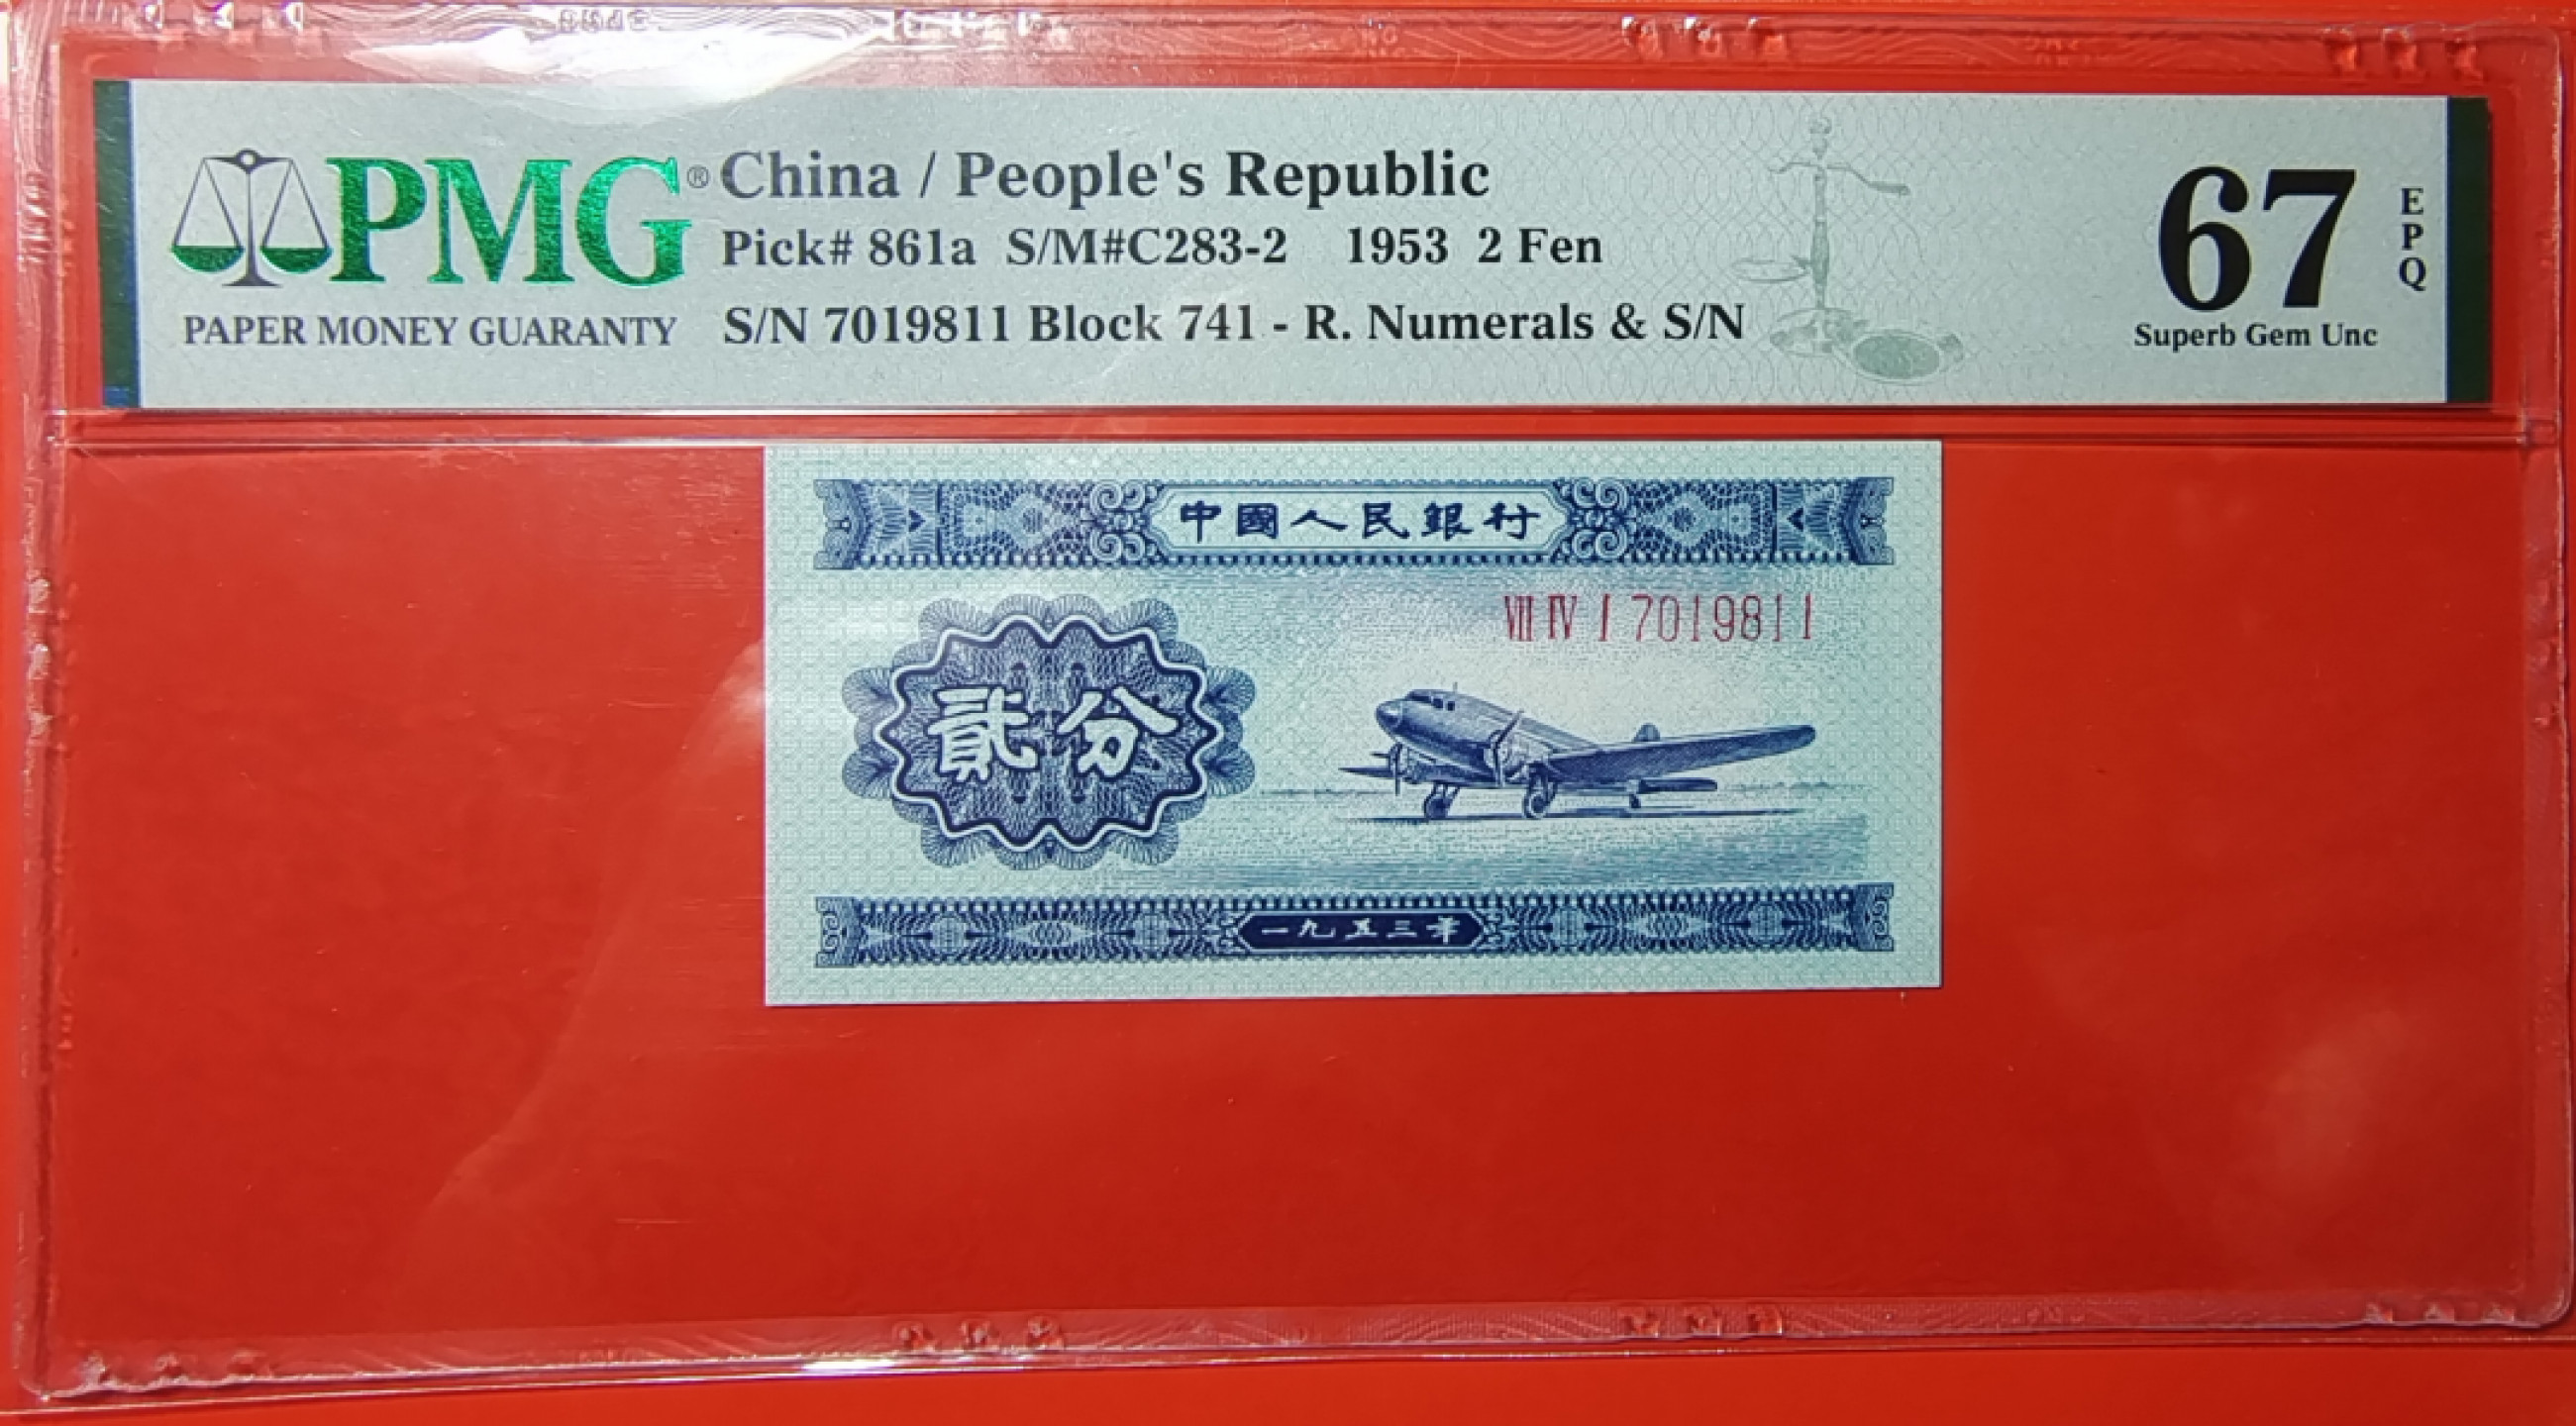 PMG®
PAPER MONEY GUARANTY
China / People's Republic
Pick# 861a S/M#C283-2 1953 2 Fen
S/N 7019811 Block 741 - R. Numerals & S/N
67
EPQ
Superb Gem Unc
中國人民銀行
VII IV I 7019811
貳分
一九五三年